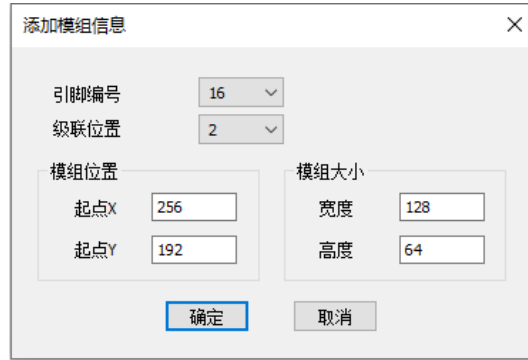 添加模组信息
引脚编号 16
级联位置 2
模组位置 模组大小
起点X 256 宽度 128
起点Y 192 高度 64
确定 取消